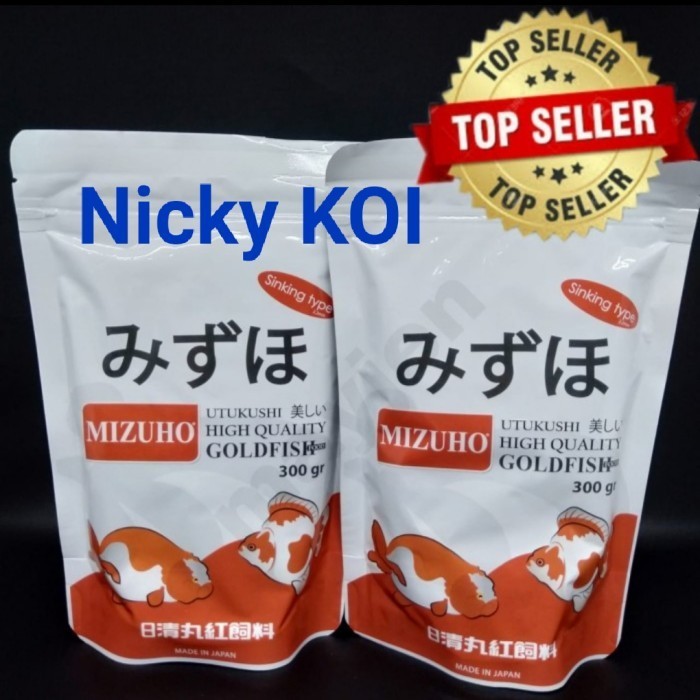 TOP SELLER
TOP SELLER
TOP SELLER
Nicky KOI
Sinking type
みずほ
MIZUHO
UTUKUSHI 美しい
HIGH QUALITY
GOLDFISH
300 gr
日清丸紅飼料
MADE IN JAPAN
Sinking type
みずほ
MIZUHO
UTUKUSHI 美しい
HIGH QUALITY
GOLDFISH
300 gr
日清丸紅飼料
MADE IN JAPAN